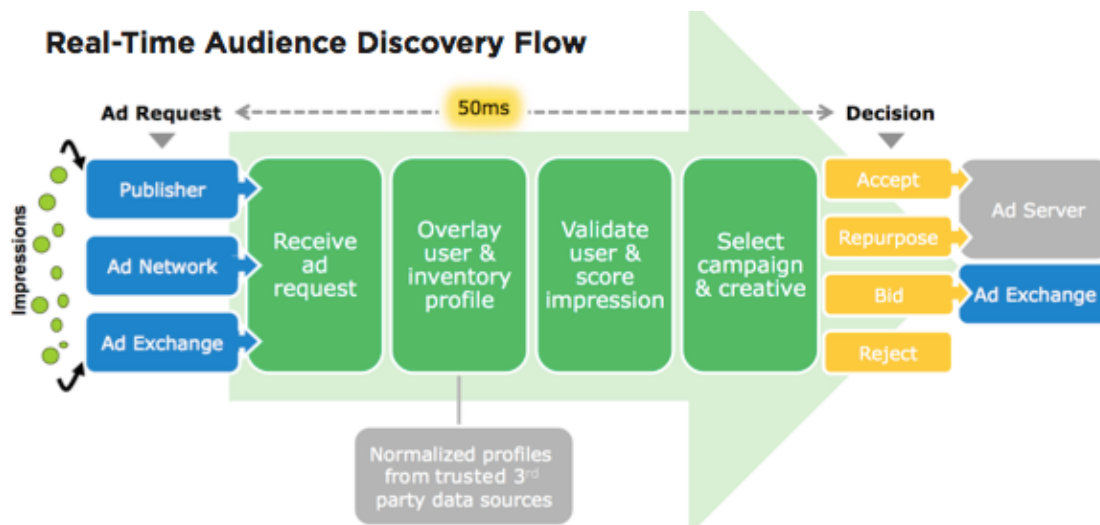 Real-Time Audience Discovery Flow
Ad Request
50ms
Decision
Impressions
Publisher
Ad Network
Ad Exchange
Receive
ad
request
Overlay
user &
inventory
profile
Validate
user &
score
impression
Select
campaign
& creative
Accept
Repurpose
Bid
Reject
Ad Server
Ad Exchange
Normalized profiles
from trusted 3rd
party data sources